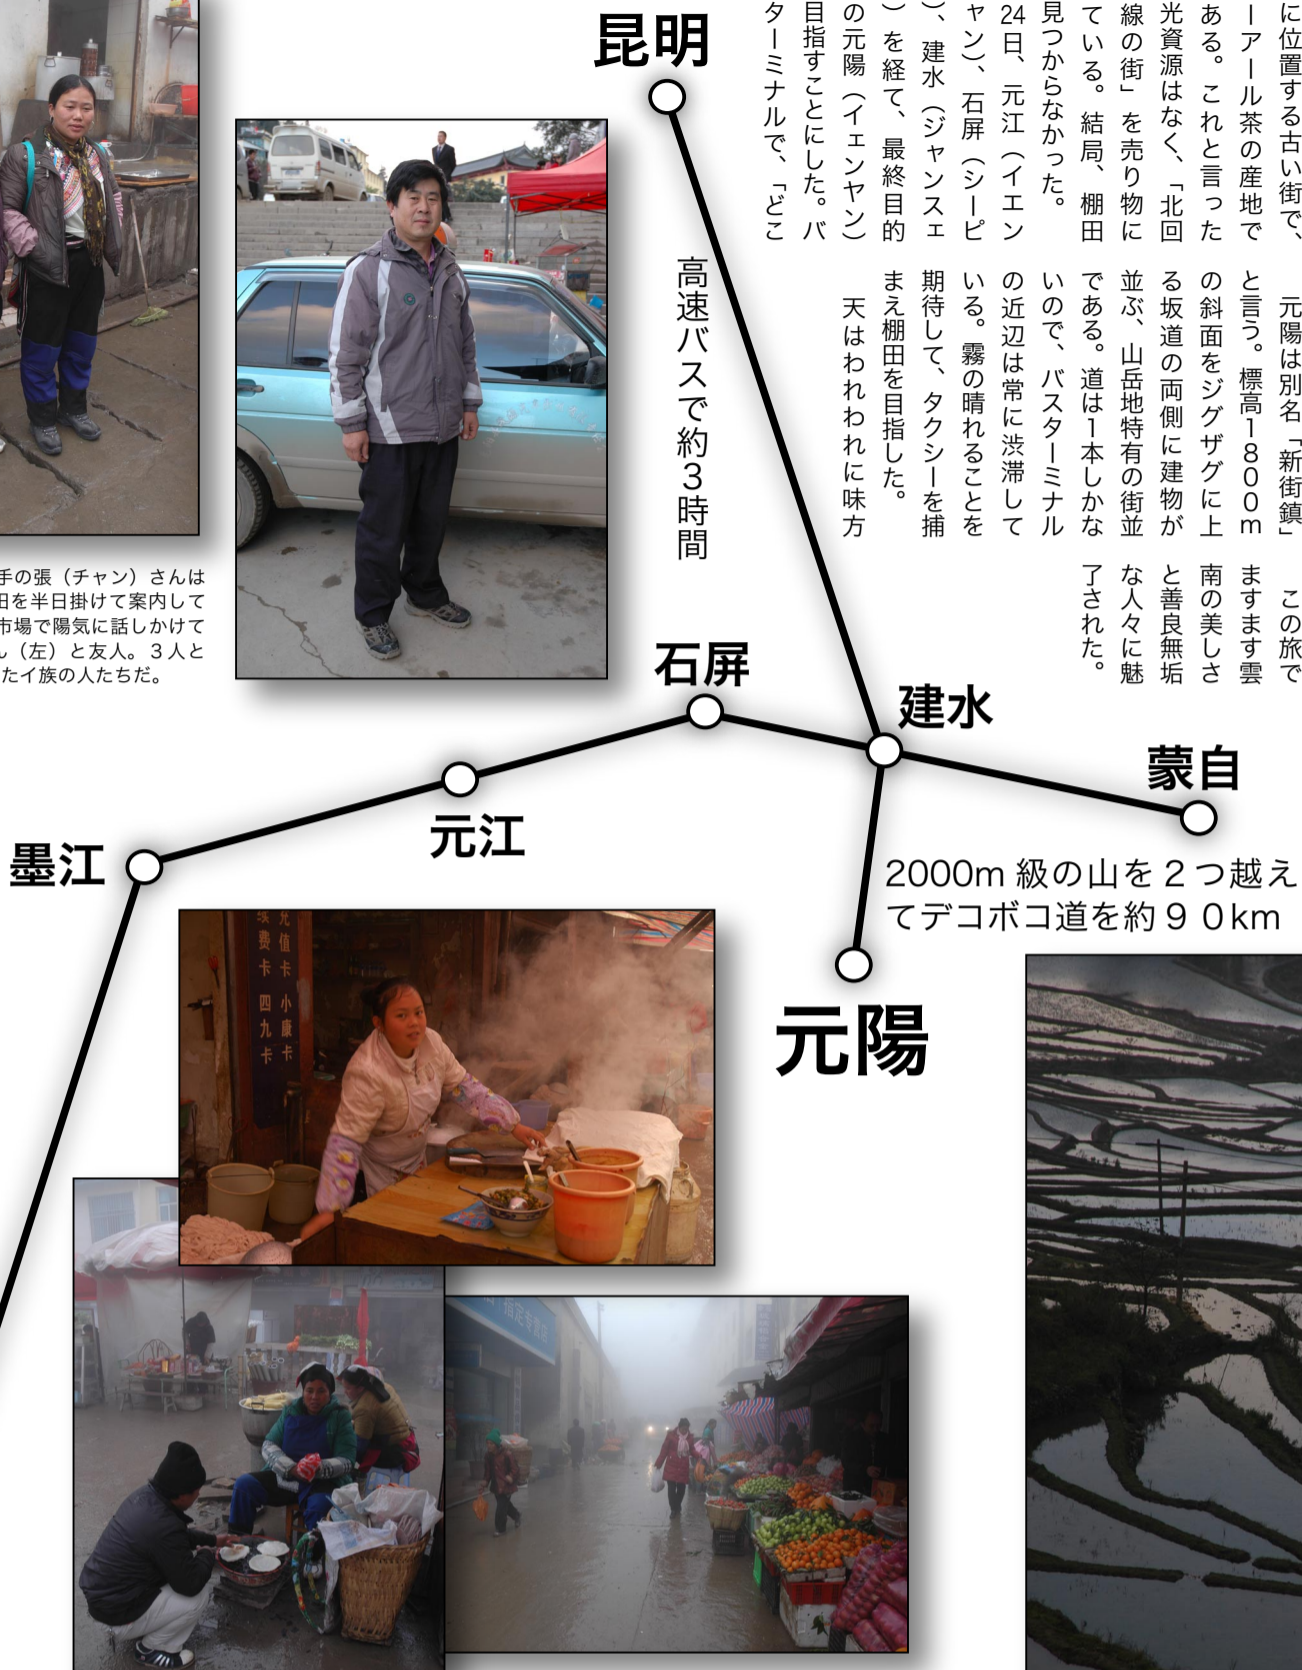 に位置する古い街で、
ーアール茶の産地で
ある。これと言った
光資源はなく、「北回
線の街」を売り物に
ている。結局、棚田
見つからなかった。
24日、元江（イエン
ャン）、石屏（シーピ
）、建水（ジャンスェ
）を経て、最終目的
の元陽（イェンヤン）
目指すことにした。バ
ターミナルで、「どこ
元陽は別名「新街鎮」
と言う。標高1800m
の斜面をジグザグに上
る坂道の両側に建物が
並ぶ、山岳地特有の街並
である。道は1本しかな
いので、バスターミナル
の近辺は常に渋滞して
いる。霧の晴れることを
期待して、タクシーを捕
まえ棚田を目指した。
天はわれわれに味方
この旅で
ますます雲
南の美しさ
と善良無垢
な人々に魅
了された。
昆明
高速バスで約3時間
手の張（チャン）さんは
田を半日掛けて案内して
市場で陽気に話しかけて
ん（左）と友人。3人と
たイ族の人たちだ。
石屏
建水
蒙自
元江
墨江
2000m 級の山を２つ越え
てデコボコ道を約９０km
元陽
充值卡 小康卡
续费卡 四九卡
指定专营店